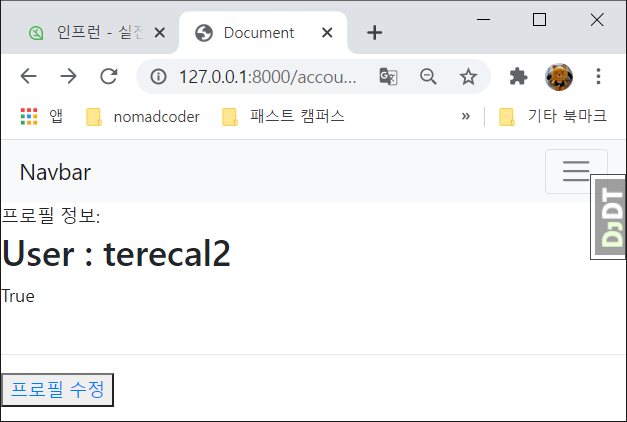 인프런 - 실전
Document
127.0.0.1:8000/accou...
앱
nomadcoder
패스트 캠퍼스
»
기타 북마크
Navbar
DJDT
프로필 정보:
User : terecal2
True
프로필 수정